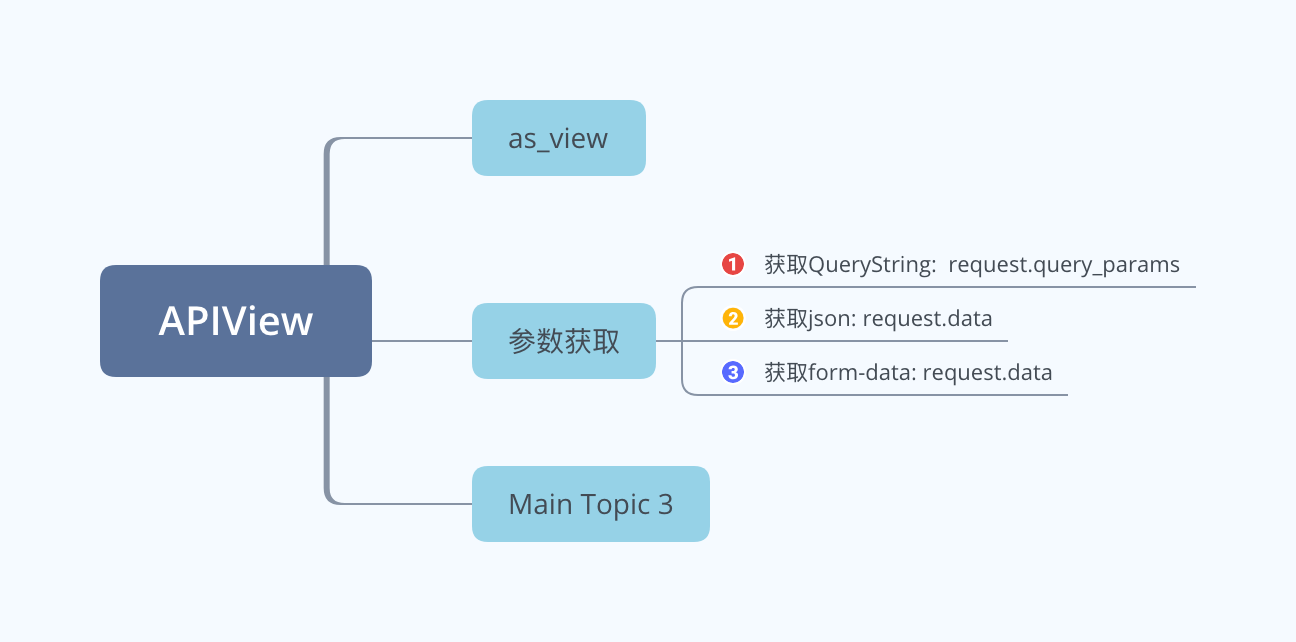 as_view
APIView
参数获取
1 获取QueryString:  request.query_params
2 获取json: request.data
3 获取form-data: request.data
Main Topic 3